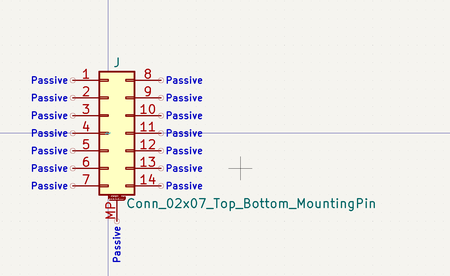 J
Passive 1 8 Passive
Passive 2 9 Passive
Passive 3 10 Passive
Passive 4 11 Passive
Passive 5 12 Passive
Passive 6 13 Passive
Passive 7 14 Passive
Conn_02x07_Top_Bottom_MountingPin
MP
Passive